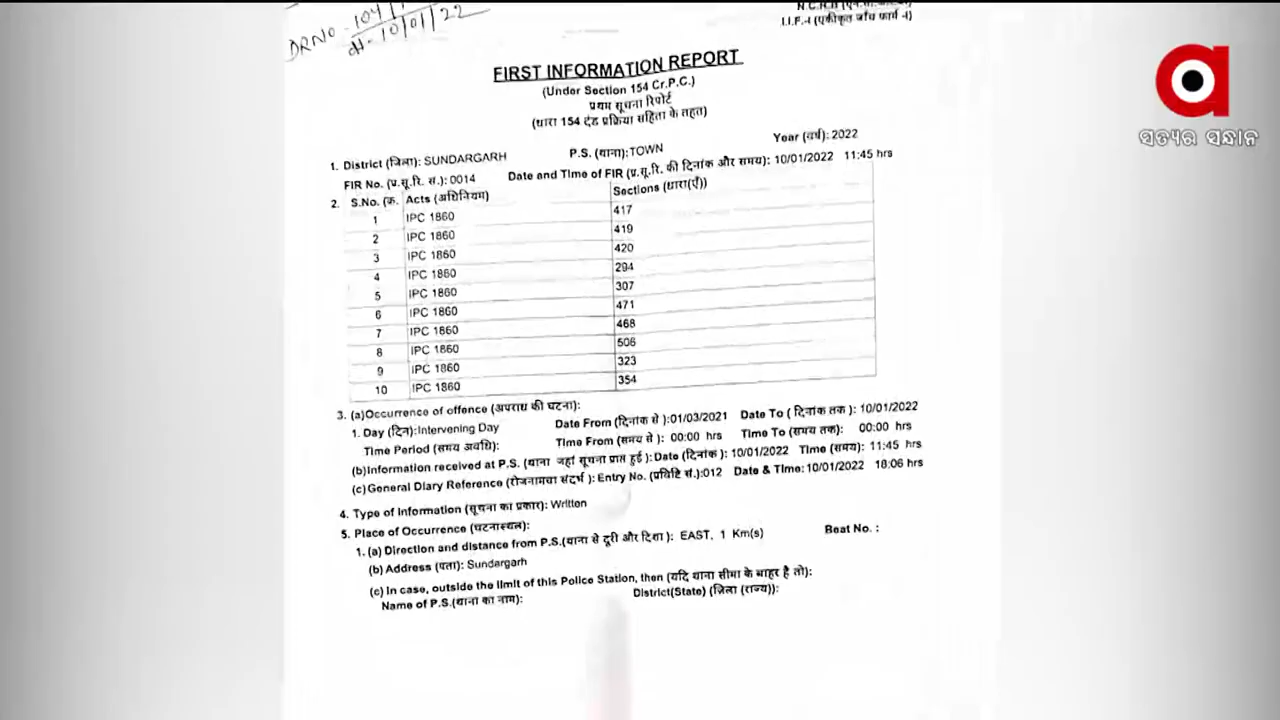 DRNO - 104/
dt - 10/01/22
I.I.F.-I (एकीकृत जाँच फार्म -I)
FIRST INFORMATION REPORT
(Under Section 154 Cr.P.C.)
प्रथम सूचना रिपोर्ट
(धारा 154 दंड प्रक्रिया संहिता के तहत)
ସତ୍ୟର ସନ୍ଧାନ
1. District (जिला): SUNDARGARH P.S. (थाना):TOWN Year (वर्ष): 2022
FIR No. (प्र.सू.रि. सं.): 0014 Date and Time of FIR (प्र.सू.रि. की दिनांक और समय): 10/01/2022 11:45 hrs
2. S.No. (क. Acts (अधिनियम) Sections (धारा(एँ))
1 IPC 1860 417
2 IPC 1860 419
3 IPC 1860 420
4 IPC 1860 294
5 IPC 1860 307
6 IPC 1860 471
7 IPC 1860 468
8 IPC 1860 506
9 IPC 1860 323
10 IPC 1860 354
3. (a)Occurrence of offence (अपराध की घटना):
1. Day (दिन):Intervening Day Date From (दिनांक से ):01/03/2021 Date To ( दिनांक तक ): 10/01/2022
Time Period (समय अवधि): Time From (समय से ): 00:00 hrs Time To (समय तक): 00:00 hrs
(b)Information received at P.S. (थाना जहां सूचना प्राप्त हुई ):Date (दिनांक ): 10/01/2022 Time (समय): 11:45 hrs
(c)General Diary Reference (रोजनामचा संदर्भ ): Entry No. (प्रविष्टि सं.):012 Date & Time:10/01/2022 18:06 hrs
4. Type of Information (सूचना का प्रकार): Written
5. Place of Occurrence (घटनास्थल):
1. (a) Direction and distance from P.S.(थाना से दूरी और दिशा ): EAST, 1 Km(s) Beat No. :
(b) Address (पता): Sundargarh
(c) In case, outside the limit of this Police Station, then (यदि थाना सीमा के बाहर है तो):
Name of P.S.(थाना का नाम): District(State) (ज़िला (राज्य)):